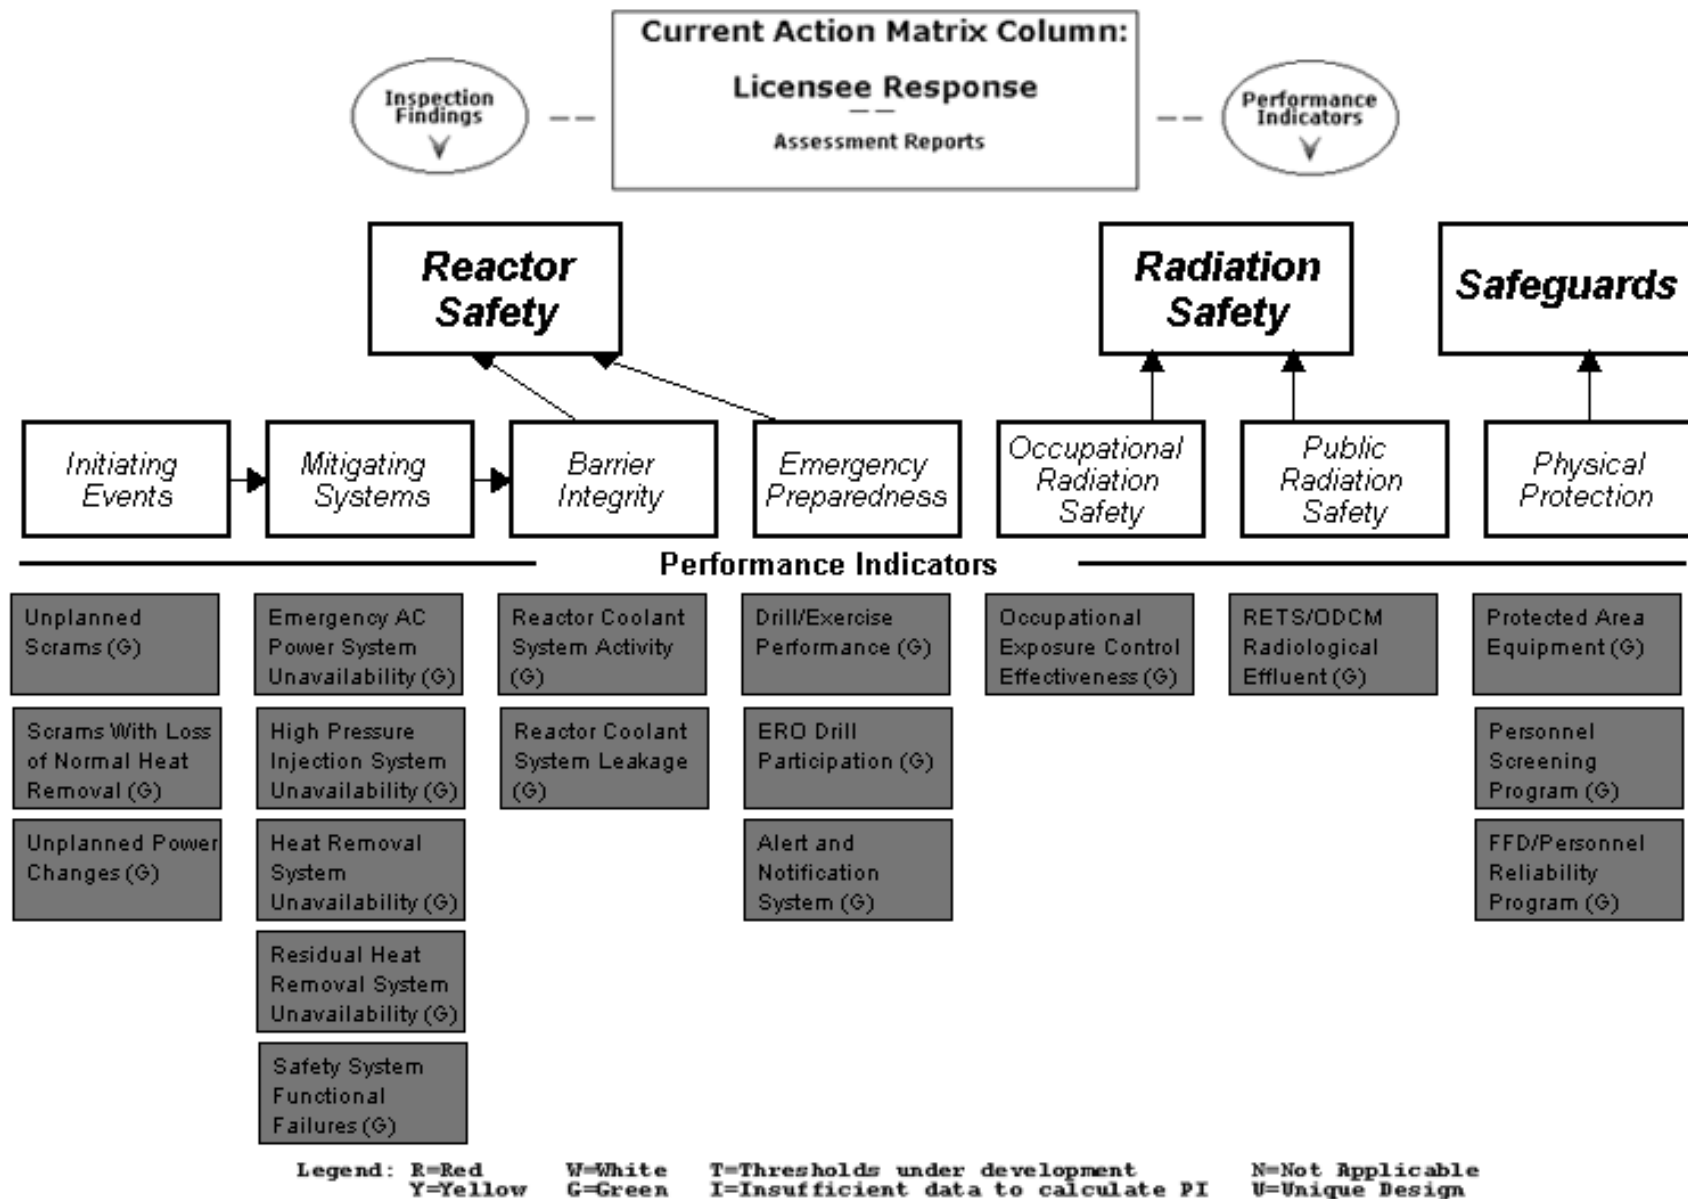 Current Action Matrix Column:
Licensee Response
Assessment Reports
Inspection
Findings
Performance
Indicators
Reactor
Safety
Radiation
Safety
Safeguards
Initiating
Events
Mitigating
Systems
Barrier
Integrity
Emergency
Preparedness
Occupational
Radiation
Safety
Public
Radiation
Safety
Physical
Protection
Performance Indicators
Unplanned
Scrams (G)
Scrams With Loss
of Normal Heat
Removal (G)
Unplanned Power
Changes (G)
Emergency AC
Power System
Unavailability (G)
High Pressure
Injection System
Unavailability (G)
Heat Removal
System
Unavailability (G)
Residual Heat
Removal System
Unavailability (G)
Safety System
Functional
Failures (G)
Reactor Coolant
System Activity
(G)
Reactor Coolant
System Leakage
(G)
Drill/Exercise
Performance (G)
ERO Drill
Participation (G)
Alert and
Notification
System (G)
Occupational
Exposure Control
Effectiveness (G)
RETS/ODCM
Radiological
Effluent (G)
Protected Area
Equipment (G)
Personnel
Screening
Program (G)
FFD/Personnel
Reliability
Program (G)
Legend: R=Red W=White T=Thresholds under development N=Not Applicable
Y=Yellow G=Green I=Insufficient data to calculate PI U=Unique Design